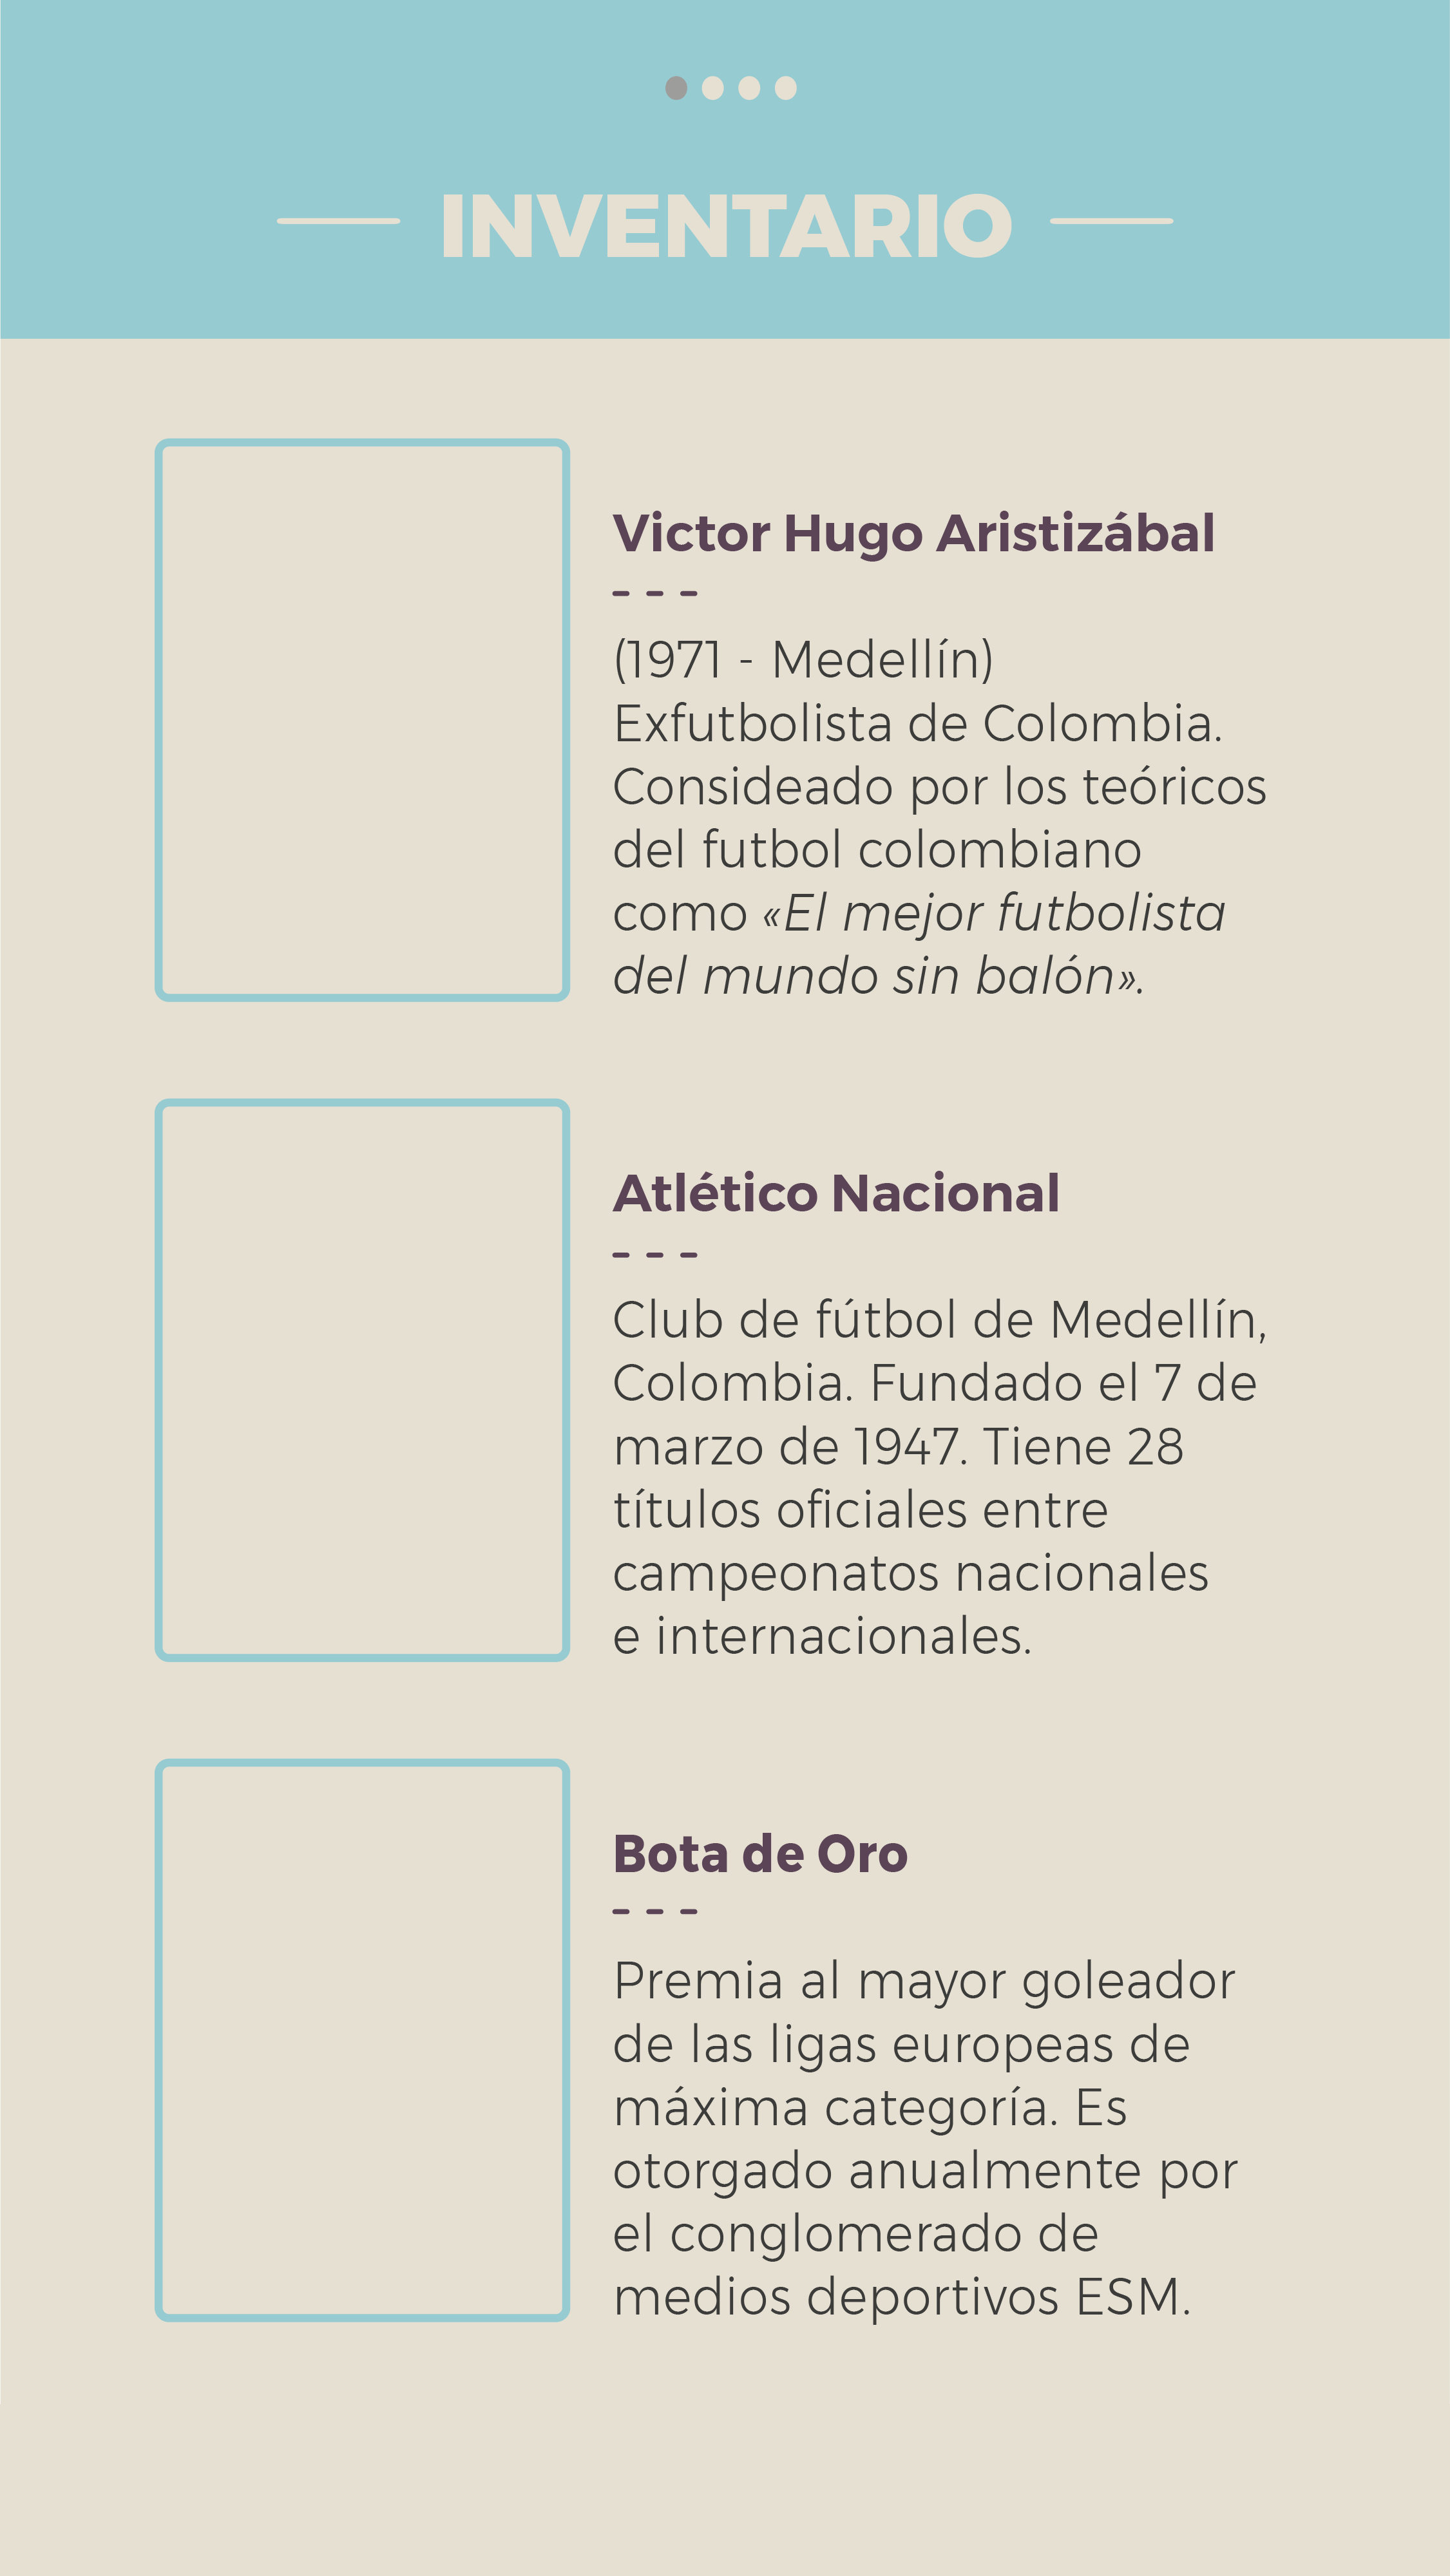 INVENTARIO
Victor Hugo Aristizábal
(1971 - Medellín)
Exfutbolista de Colombia.
Consideado por los teóricos
del futbol colombiano
como «El mejor futbolista
del mundo sin balón».
Atlético Nacional
Club de fútbol de Medellín,
Colombia. Fundado el 7 de
marzo de 1947. Tiene 28
títulos oficiales entre
campeonatos nacionales
e internacionales.
Bota de Oro
Premia al mayor goleador
de las ligas europeas de
máxima categoría. Es
otorgado anualmente por
el conglomerado de
medios deportivos ESM.